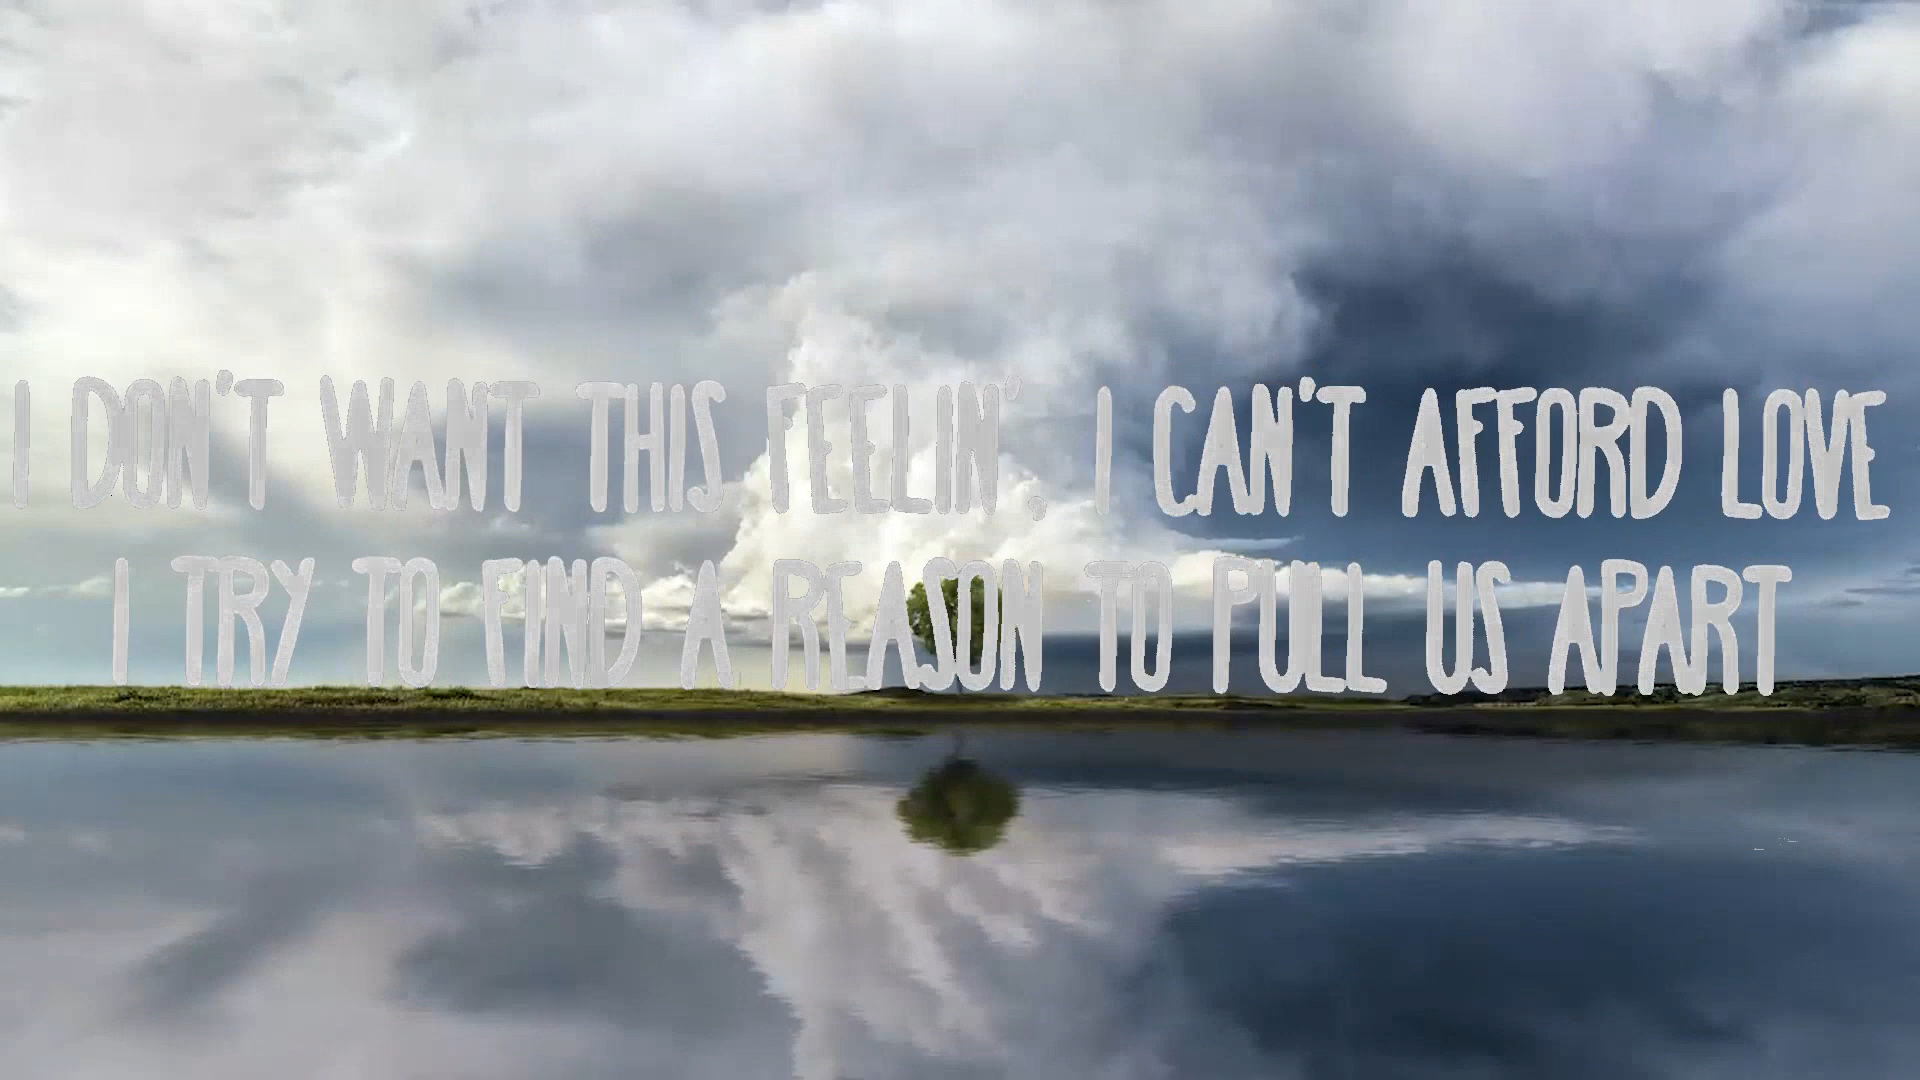 I DON'T WANT THIS FEELIN', I CAN'T AFFORD LOVE
I TRY TO FIND A REASON TO PULL US APART